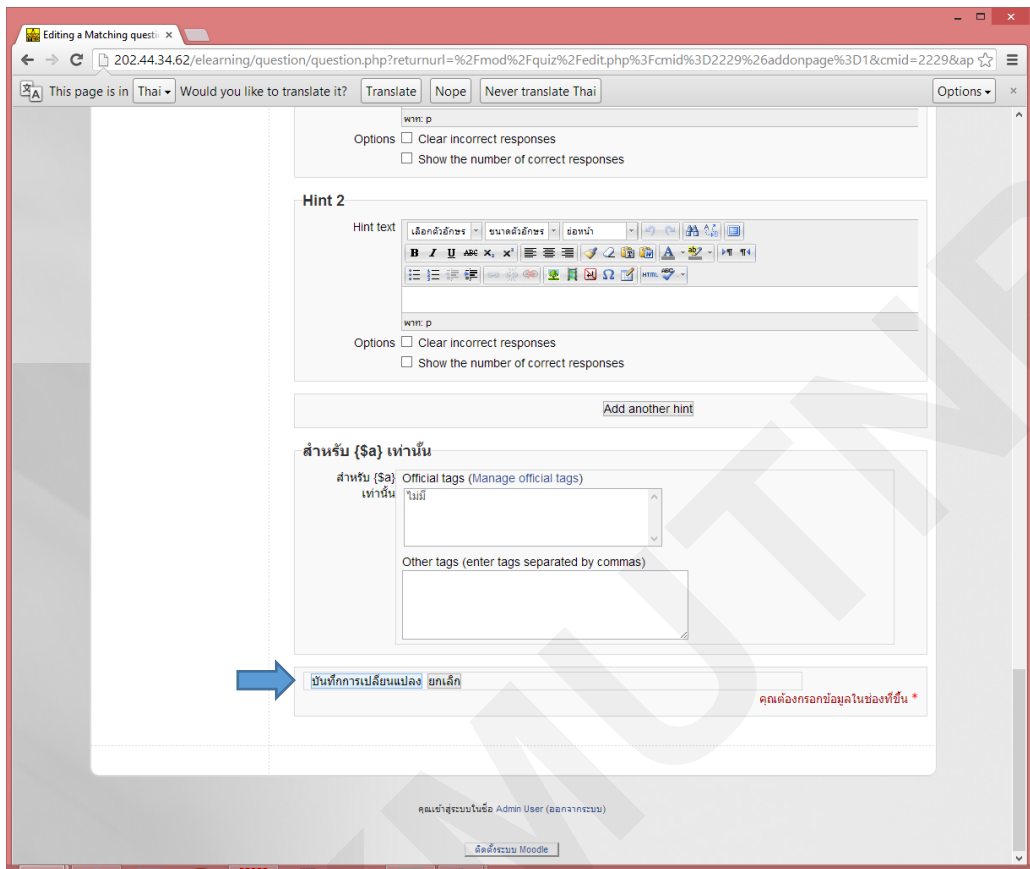 Editing a Matching questi
202.44.34.62/elearning/question/question.php?returnurl=%2Fmod%2Fquiz%2Fedit.php%3Fcmid%3D2229%26addonpage%3D1&cmid=2229&ap
This page is in Thai Would you like to translate it? Translate Nope Never translate Thai Options
พาท: p
Options Clear incorrect responses
Show the number of correct responses
Hint 2
Hint text เลือกตัวอักษร ขนาดตัวอักษร ย่อหน้า
B I U ABC x₂ x² A ab
Ω HTML ABC
พาท: p
Options Clear incorrect responses
Show the number of correct responses
Add another hint
สำหรับ {$a} เท่านั้น
สำหรับ {$a} Official tags (Manage official tags)
เท่านั้น ไม่มี
Other tags (enter tags separated by commas)
บันทึกการเปลี่ยนแปลง ยกเลิก
คุณต้องกรอกข้อมูลในช่องที่ขึ้น *
คุณเข้าสู่ระบบในชื่อ Admin User (ออกจากระบบ)
ติดตั้งระบบ Moodle
KMUTNB